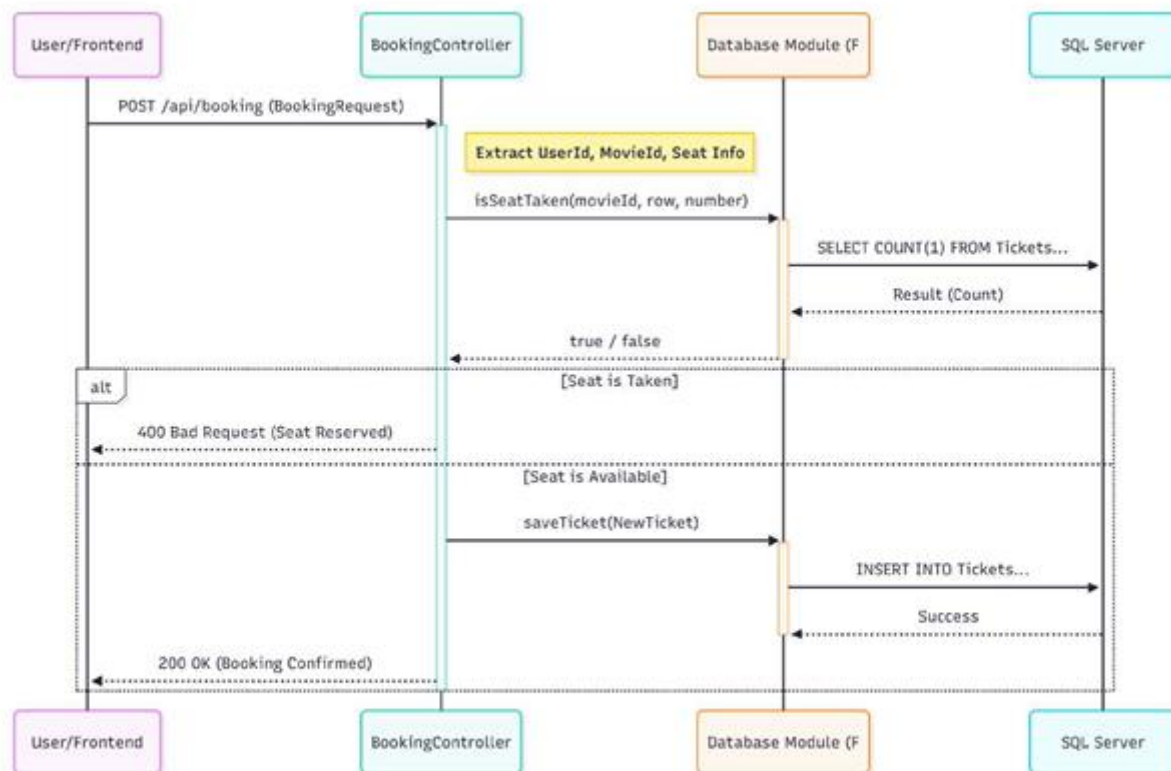 User/Frontend
BookingController
Database Module (F
SQL Server
POST /api/booking (BookingRequest)
Extract UserId, MovieId, Seat Info
isSeatTaken(movieId, row, number)
SELECT COUNT(1) FROM Tickets...
Result (Count)
true / false
alt
[Seat is Taken]
400 Bad Request (Seat Reserved)
[Seat is Available]
saveTicket(NewTicket)
INSERT INTO Tickets...
Success
200 OK (Booking Confirmed)
User/Frontend
BookingController
Database Module (F
SQL Server